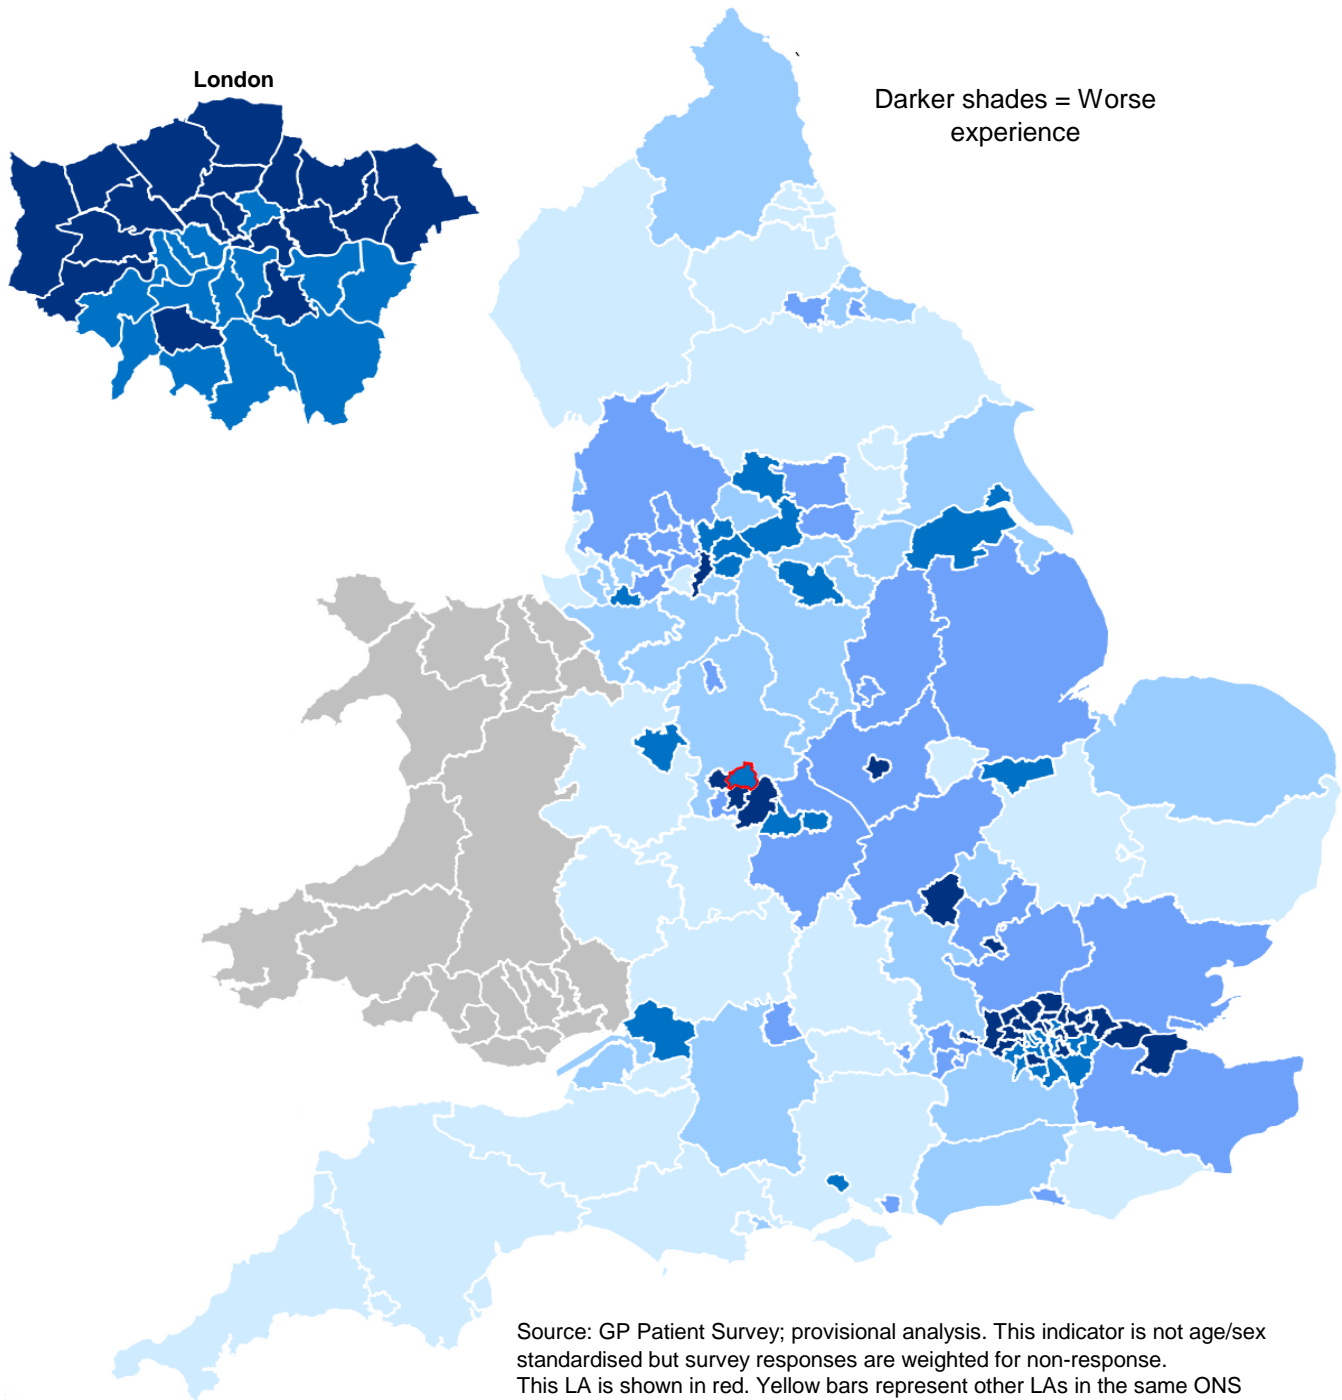 London
Darker shades = Worse
experience
Source: GP Patient Survey; provisional analysis. This indicator is not age/sex
standardised but survey responses are weighted for non-response.
This LA is shown in red. Yellow bars represent other LAs in the same ONS